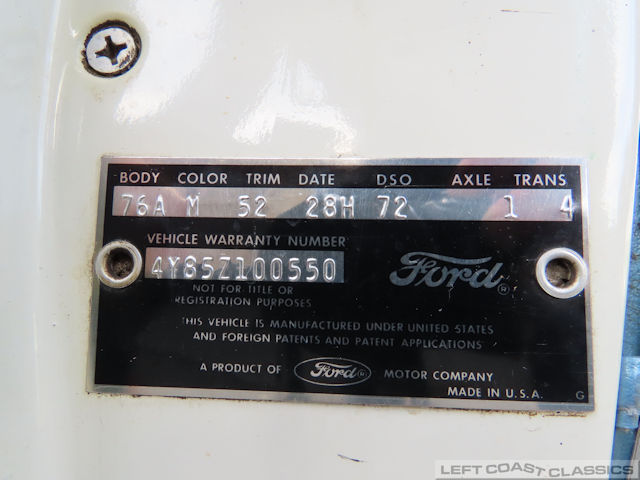 BODY COLOR TRIM DATE DSO AXLE TRANS
76A M 52 28H 72 1 4
VEHICLE WARRANTY NUMBER
4Y85Z100550
Ford®
NOT FOR TITLE OR
REGISTRATION PURPOSES
THIS VEHICLE IS MANUFACTURED UNDER UNITED STATES
AND FOREIGN PATENTS AND PATENT APPLICATIONS
A PRODUCT OF Ford® MOTOR COMPANY
MADE IN U.S.A. G
LEFT COAST CLASSICS